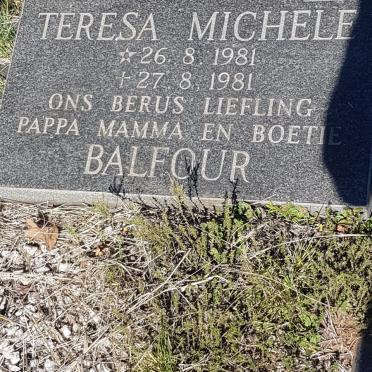 TERESA MICHELE
☆26.8.1981
†27.8.1981
ONS BERUS LIEFLING
PAPPA MAMMA EN BOETIE
BALFOUR